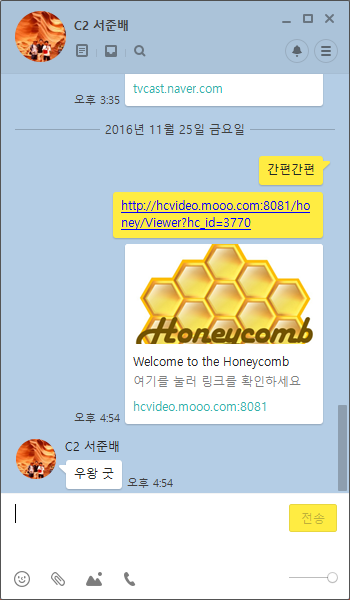 C2 서준배
tvcast.naver.com
오후 3:35
2016년 11월 25일 금요일
간편간편
http://hcvideo.mooo.com:8081/ho
ney/Viewer?hc_id=3770
Honeycomb
Welcome to the Honeycomb
여기를 눌러 링크를 확인하세요
hcvideo.mooo.com:8081
오후 4:54
C2 서준배
우왕 굿
오후 4:54
전송